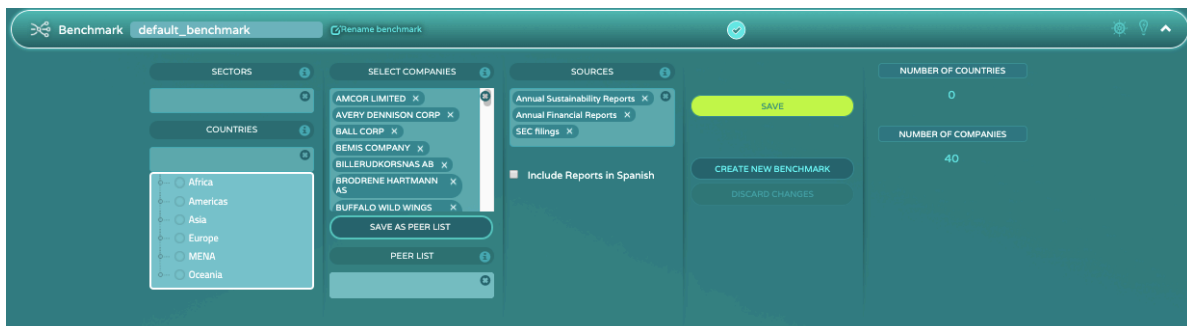 Benchmark default_benchmark Rename benchmark
SECTORS
COUNTRIES
Africa
Americas
Asia
Europe
MENA
Oceania
SELECT COMPANIES
AMCOR LIMITED ×
AVERY DENNISON CORP ×
BALL CORP ×
BEMIS COMPANY ×
BILLERUDKORSNAS AB ×
BRODRENE HARTMANN ×
AS
BUFFALO WILD WINGS ×
SAVE AS PEER LIST
PEER LIST
SOURCES
Annual Sustainability Reports ×
Annual Financial Reports ×
SEC filings ×
Include Reports in Spanish
SAVE
CREATE NEW BENCHMARK
DISCARD CHANGES
NUMBER OF COUNTRIES
0
NUMBER OF COMPANIES
40